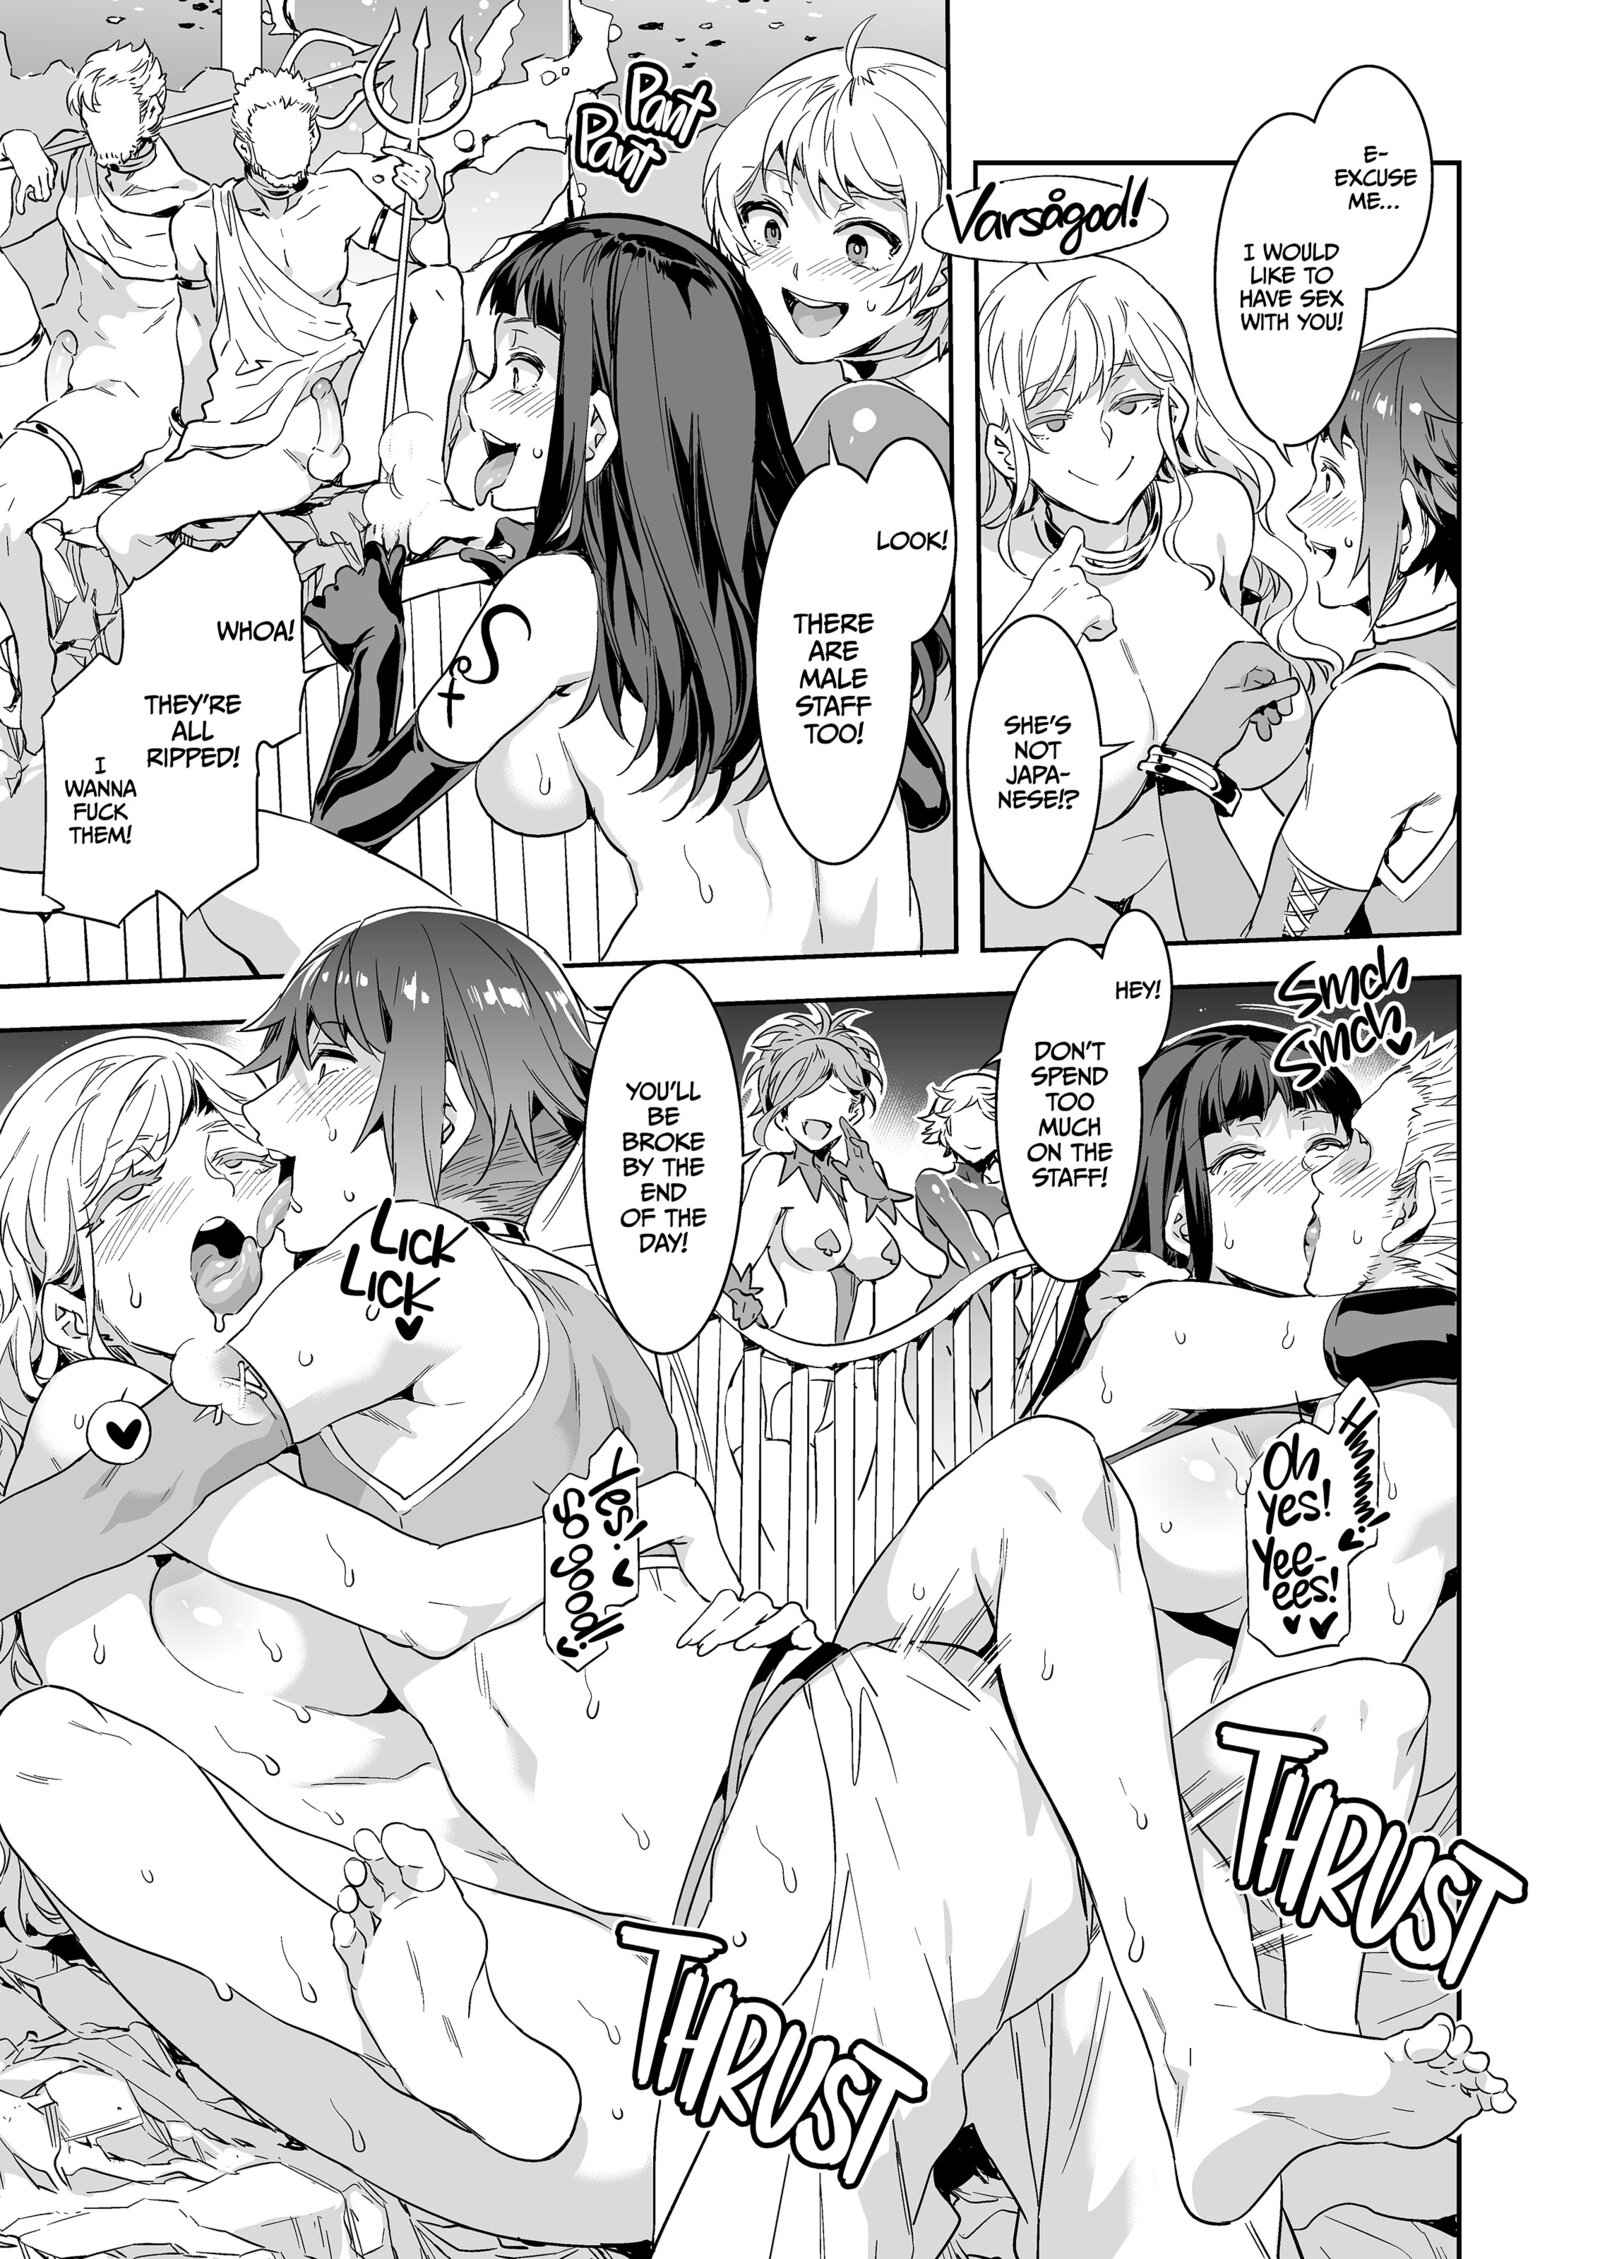 E-
EXCUSE
ME...
I WOULD
LIKE TO
HAVE SEX
WITH YOU!
Varsågod!
SHE'S
NOT
JAPA-
NESE!?
Pant
Pant
LOOK!
THERE
ARE
MALE
STAFF
TOO!
WHOA!
THEY'RE
ALL
RIPPED!
I
WANNA
FUCK
THEM!
Smch
Smch
HEY!
DON'T
SPEND
TOO
MUCH
ON THE
STAFF!
YOU'LL
BE
BROKE
BY THE
END
OF THE
DAY!
LICK
LICK
Hmmmm!
Oh
yes!
yee-
ees!
Yes!
So good!
THRUST
THRUST